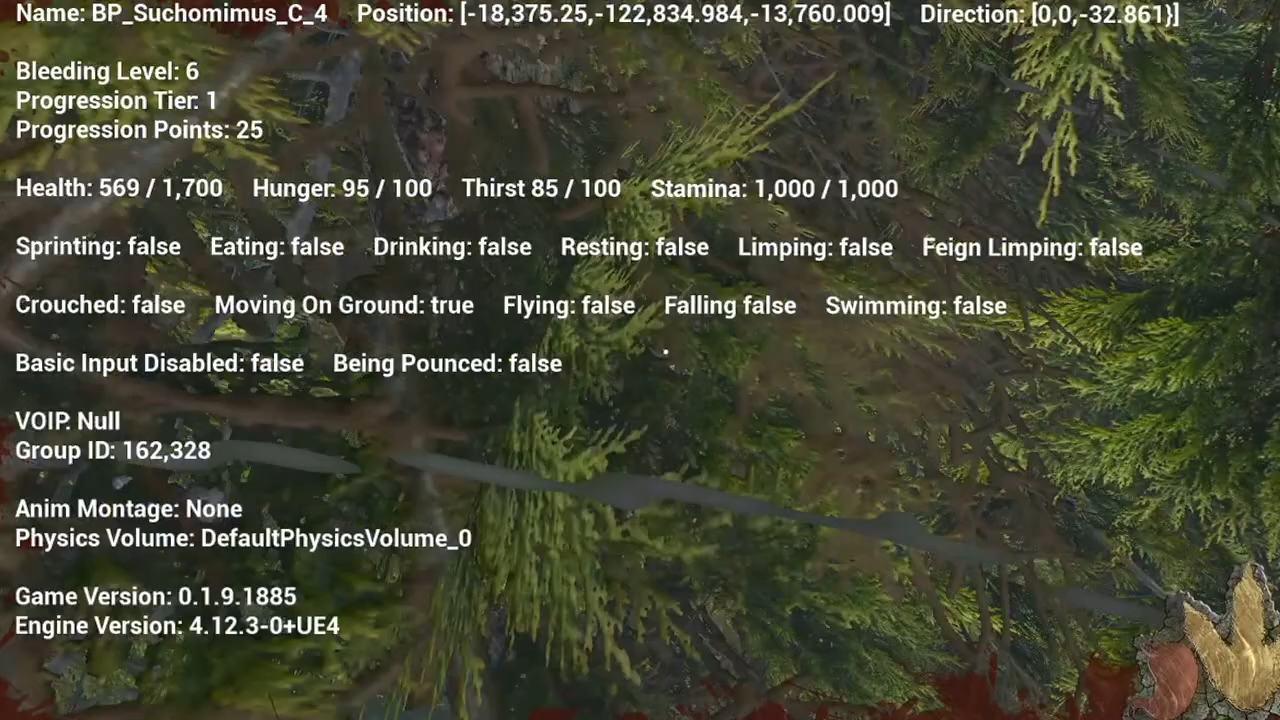 Name: BP_Suchomimus_C_4 Position: [-18,375.25,-122,834.984,-13,760.009] Direction: [0,0,-32.861}]
Bleeding Level: 6
Progression Tier: 1
Progression Points: 25
Health: 569 / 1,700 Hunger: 95 / 100 Thirst 85 / 100 Stamina: 1,000 / 1,000
Sprinting: false Eating: false Drinking: false Resting: false Limping: false Feign Limping: false
Crouched: false Moving On Ground: true Flying: false Falling false Swimming: false
Basic Input Disabled: false Being Pounced: false
VOIP: Null
Group ID: 162,328
Anim Montage: None
Physics Volume: DefaultPhysicsVolume_0
Game Version: 0.1.9.1885
Engine Version: 4.12.3-0+UE4